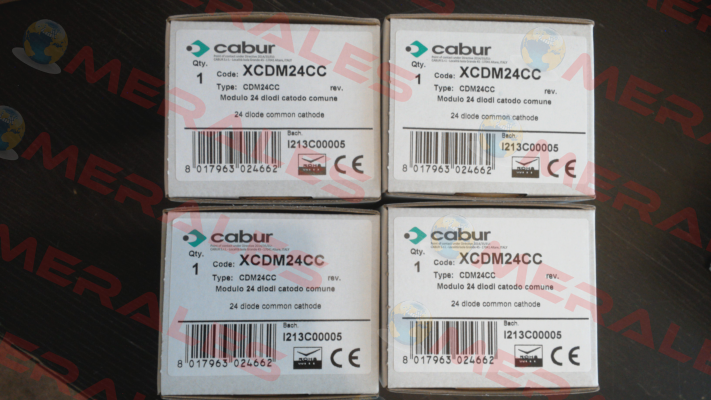 cabur
Qty.
1
Code: XCDM24CC
Type: CDM24CC rev.
Modulo 24 diodi catodo comune
24 diode common cathode
Bach.
I213C00005
8 017963 024662
CE
cabur
Qty.
1
Code: XCDM24CC
Type: CDM24CC rev.
Modulo 24 diodi catodo comune
24 diode common cathode
Bach.
I213C00005
8 017963 024662
CE
cabur
Qty.
1
Code: XCDM24CC
Type: CDM24CC rev.
Modulo 24 diodi catodo comune
24 diode common cathode
Bach.
I213C00005
8 017963 024662
CE
cabur
Qty.
1
Code: XCDM24CC
Type: CDM24CC rev.
Modulo 24 diodi catodo comune
24 diode common cathode
Bach.
I213C00005
8 017963 024662
CE
MERALES